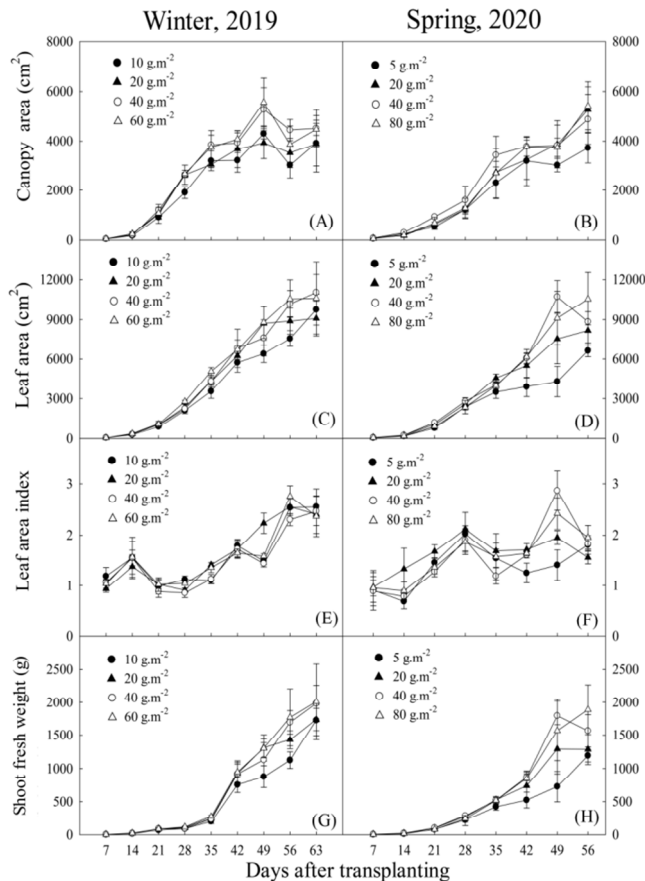 Winter, 2019
Spring, 2020
Canopy area (cm²)
8000
6000
4000
2000
0
10 g.m⁻²
20 g.m⁻²
40 g.m⁻²
60 g.m⁻²
(A)
5 g.m⁻²
20 g.m⁻²
40 g.m⁻²
80 g.m⁻²
(B)
8000
6000
4000
2000
0
Leaf area (cm²)
12000
9000
6000
3000
0
10 g.m⁻²
20 g.m⁻²
40 g.m⁻²
60 g.m⁻²
(C)
5 g.m⁻²
20 g.m⁻²
40 g.m⁻²
80 g.m⁻²
(D)
12000
9000
6000
3000
0
Leaf area index
3
2
1
0
10 g.m⁻²
20 g.m⁻²
40 g.m⁻²
60 g.m⁻²
(E)
5 g.m⁻²
20 g.m⁻²
40 g.m⁻²
80 g.m⁻²
(F)
3
2
1
0
Shoot fresh weight (g)
2500
2000
1500
1000
500
0
10 g.m⁻²
20 g.m⁻²
40 g.m⁻²
60 g.m⁻²
(G)
5 g.m⁻²
20 g.m⁻²
40 g.m⁻²
80 g.m⁻²
(H)
2500
2000
1500
1000
500
0
7 14 21 28 35 42 49 56 63
7 14 21 28 35 42 49 56
Days after transplanting
Days after transplanting